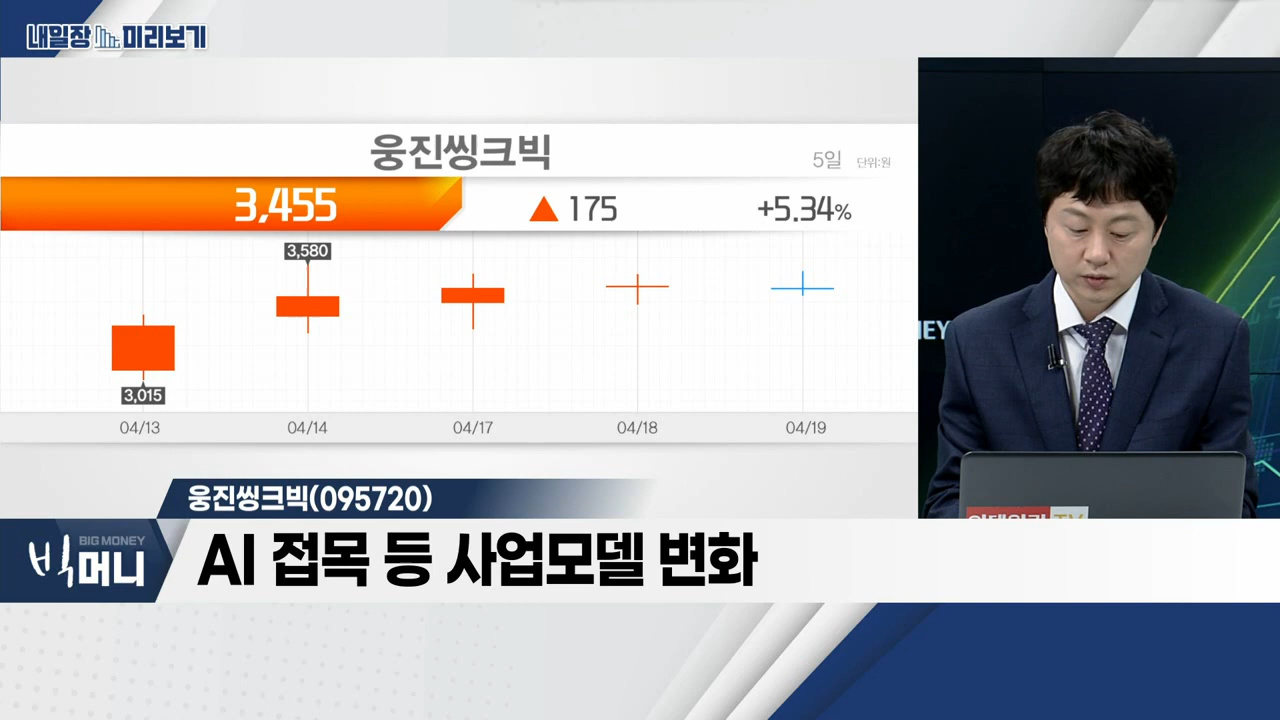 내일장 미리보기
웅진씽크빅
5일 단위:원
3,455 ▲ 175 +5.34%
3,580
3,015
04/13 04/14 04/17 04/18 04/19
웅진씽크빅(095720)
BIG MONEY
빅머니
AI 접목 등 사업모델 변화